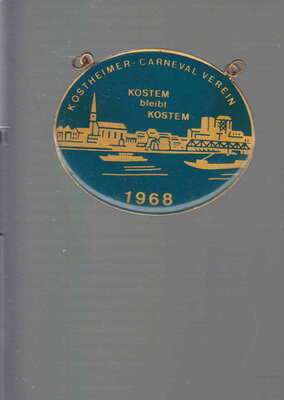 KOSTHEIMER-CARNEVAL VEREIN
KOSTEM
bleibt
KOSTEM
1968